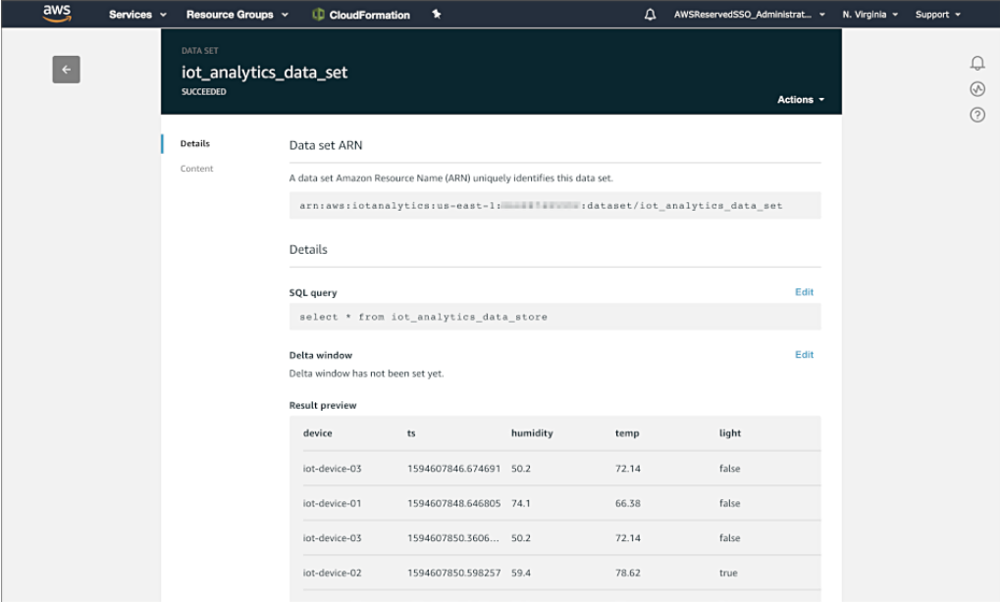 aws Services Resource Groups CloudFormation AWSReservedSSO_Administrat... N. Virginia Support
DATA SET
iot_analytics_data_set
SUCCEEDED
Actions
Details
Content
Data set ARN
A data set Amazon Resource Name (ARN) uniquely identifies this data set.
arn:aws:iotanalytics:us-east-1: :dataset/iot_analytics_data_set
Details
SQL query Edit
select * from iot_analytics_data_store
Delta window Edit
Delta window has not been set yet.
Result preview
device ts humidity temp light
iot-device-03 1594607846.674691 50.2 72.14 false
iot-device-01 1594607848.646805 74.1 66.38 false
iot-device-03 1594607850.3606... 50.2 72.14 false
iot-device-02 1594607850.598257 59.4 78.62 true